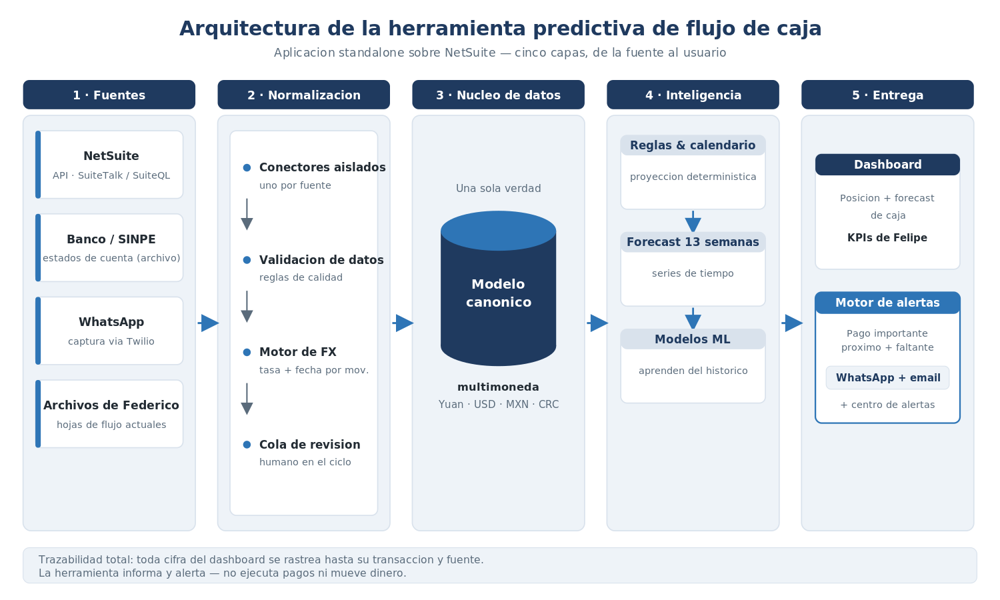 Arquitectura de la herramienta predictiva de flujo de caja
Aplicacion standalone sobre NetSuite — cinco capas, de la fuente al usuario
1 · Fuentes
NetSuite
API · SuiteTalk / SuiteQL
Banco / SINPE
estados de cuenta (archivo)
WhatsApp
captura via Twilio
Archivos de Federico
hojas de flujo actuales
2 · Normalizacion
Conectores aislados
uno por fuente
Validacion de datos
reglas de calidad
Motor de FX
tasa + fecha por mov.
Cola de revision
humano en el ciclo
3 · Nucleo de datos
Una sola verdad
Modelo
canonico
multimoneda
Yuan · USD · MXN · CRC
4 · Inteligencia
Reglas & calendario
proyeccion deterministica
Forecast 13 semanas
series de tiempo
Modelos ML
aprenden del historico
5 · Entrega
Dashboard
Posicion + forecast
de caja
KPIs de Felipe
Motor de alertas
Pago importante
proximo + faltante
WhatsApp + email
+ centro de alertas
Trazabilidad total: toda cifra del dashboard se rastrea hasta su transaccion y fuente.
La herramienta informa y alerta — no ejecuta pagos ni mueve dinero.